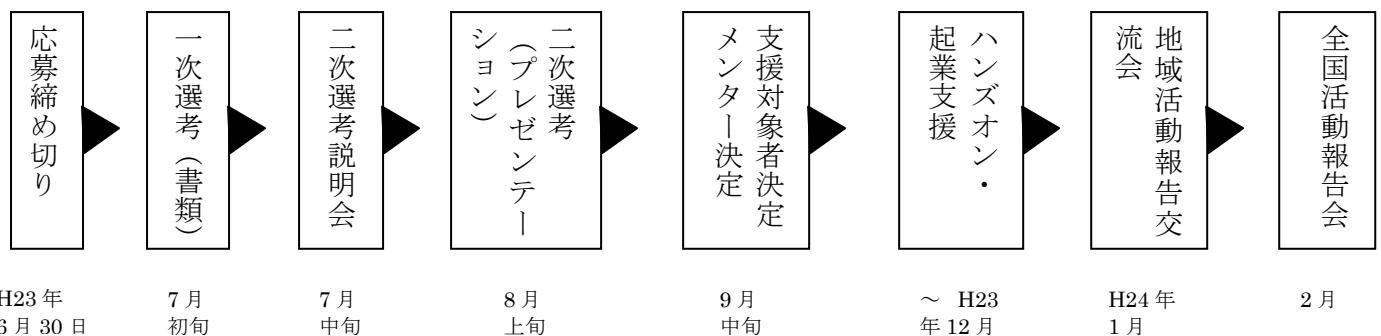 応募締め切り
一次選考（書類）
二次選考説明会
二次選考
（プレゼンテー
ション）
支援対象者決定
メンター決定
ハンズオン・
起業支援
地域活動報告交
流会
全国活動報告会
H23 年
6 月 30 日
7 月
初旬
7 月
中旬
8 月
上旬
9 月
中旬
～ H23
年 12 月
H24 年
1 月
2 月